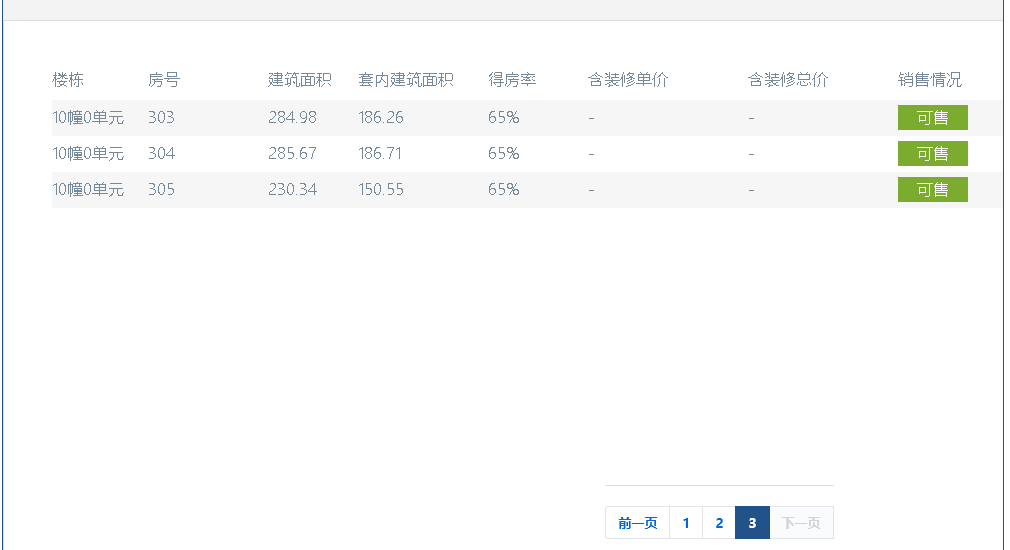 楼栋 房号 建筑面积 套内建筑面积 得房率 含装修单价 含装修总价 销售情况
10幢0单元 303 284.98 186.26 65% - - 可售
10幢0单元 304 285.67 186.71 65% - - 可售
10幢0单元 305 230.34 150.55 65% - - 可售
前一页 1 2 3 下一页